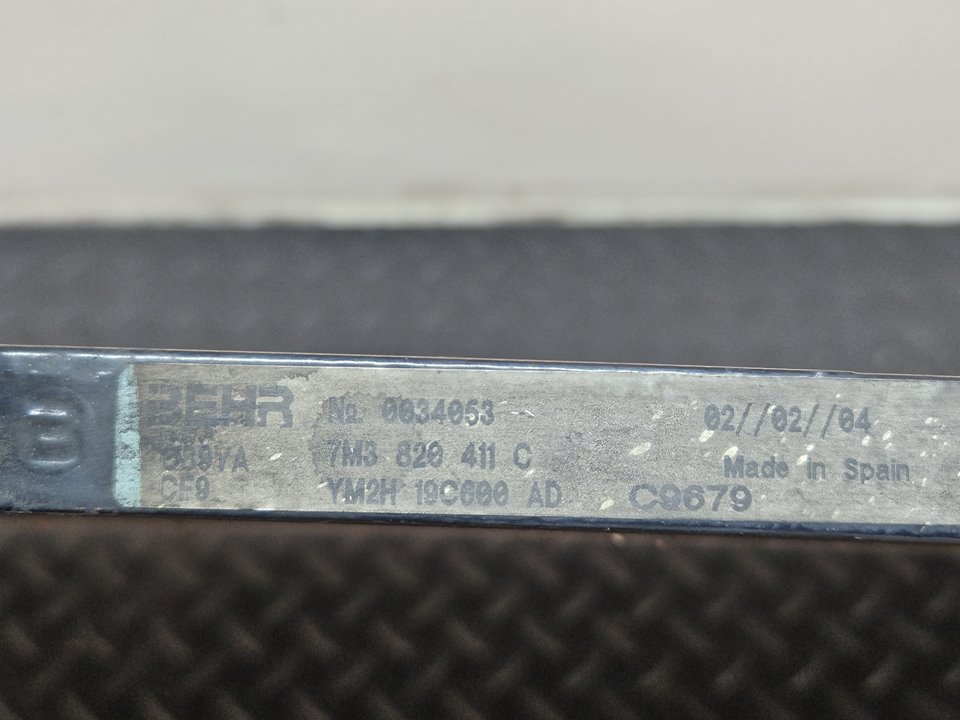 B
BEHR No. 0034053 02//02//04
7M3 820 411 C Made in Spain
CF9 YM2H 19C600 AD C9679